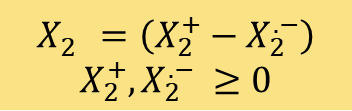 X₂ = (X₂⁺ − X₂̇⁻)
X₂⁺, X₂̇⁻ ≥ 0